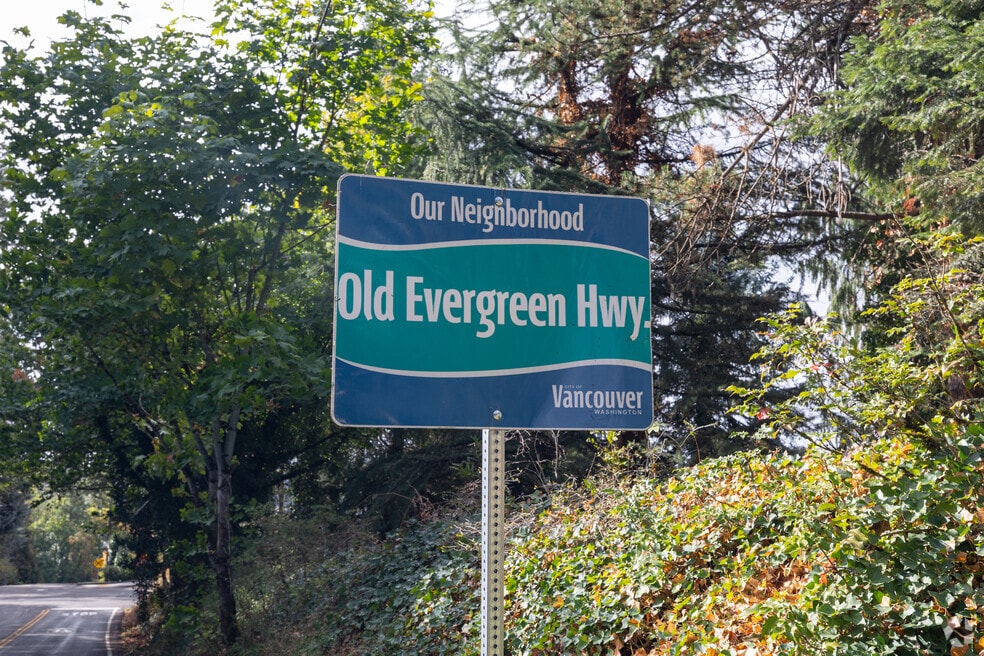 Our Neighborhood
Old Evergreen Hwy.
CITY OF
Vancouver
WASHINGTON
STOP